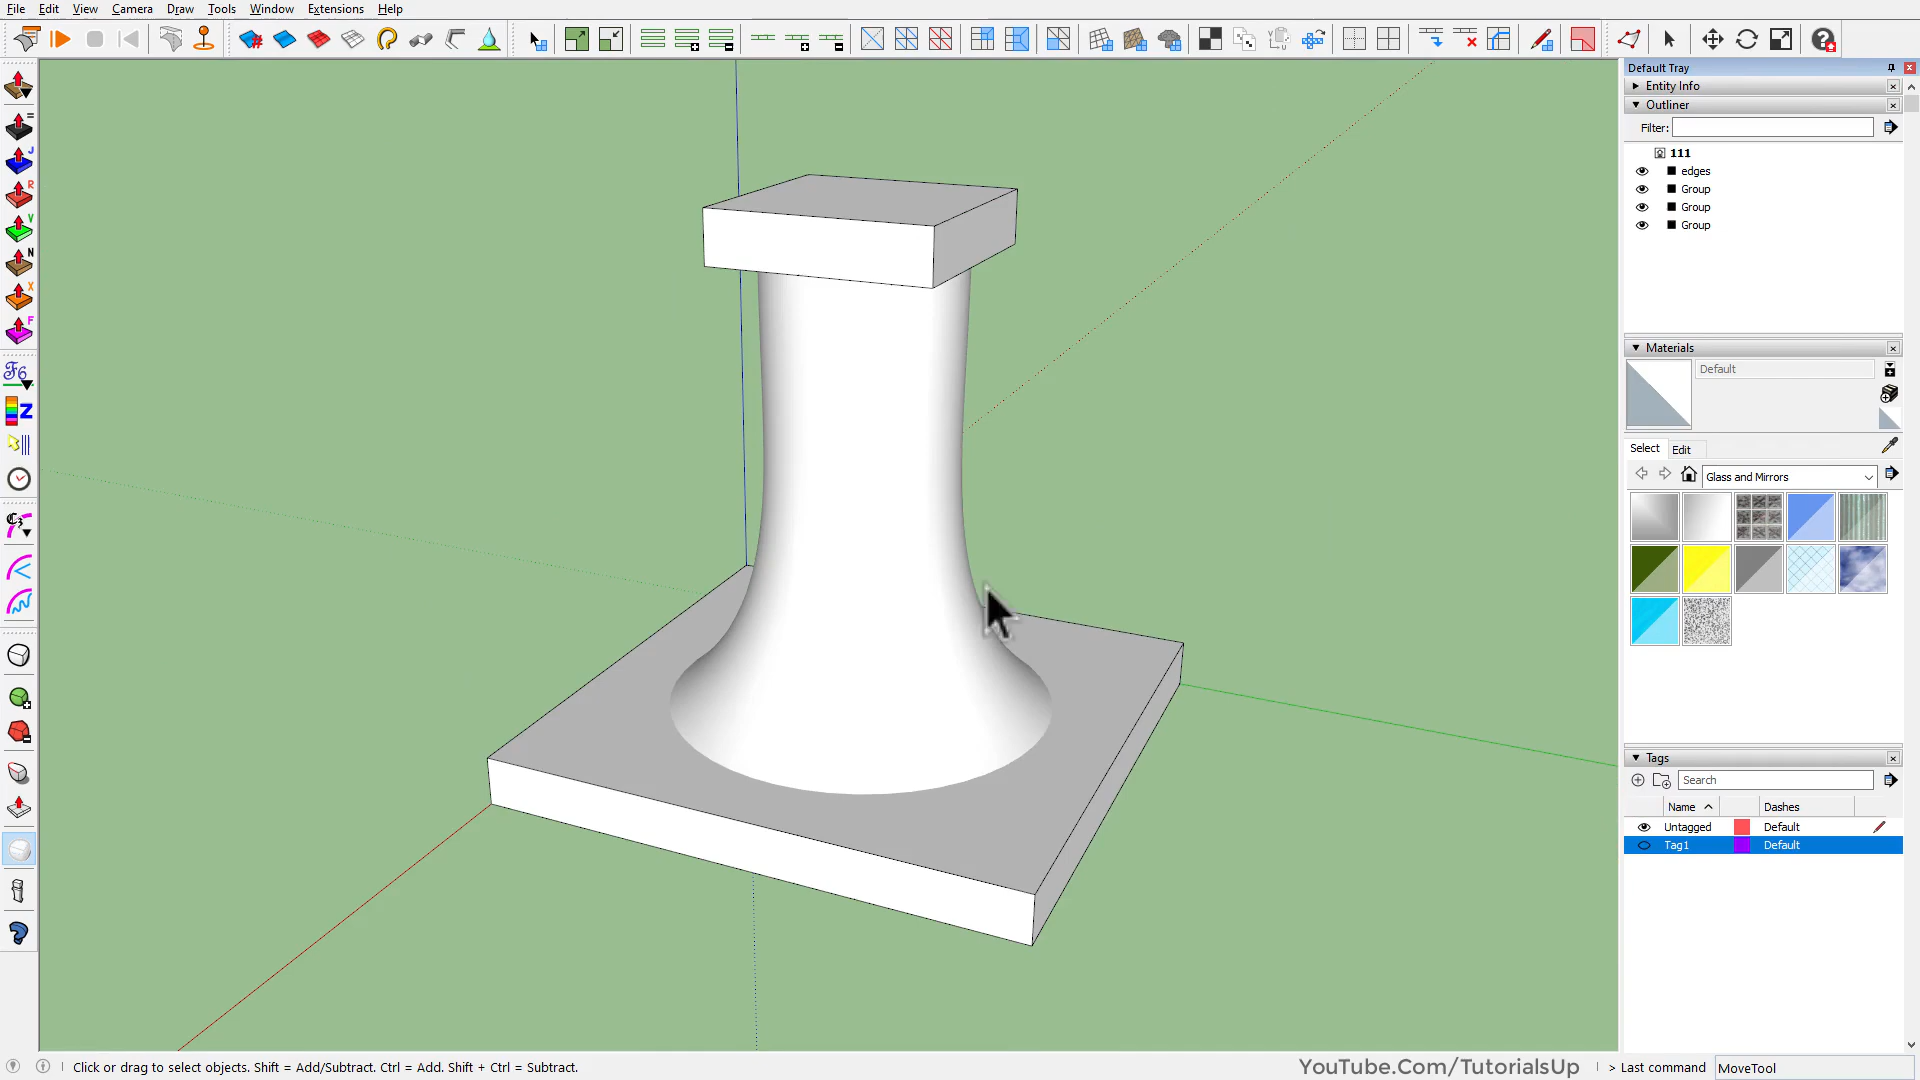 File Edit View Camera Draw Tools Window Extensions Help
Default Tray
Entity Info
Outliner
Filter:
111
edges
Group
Group
Group
Materials
Default
Select Edit
Glass and Mirrors
Tags
Search
Name Dashes
Untagged Default
Tag1 Default
Click or drag to select objects. Shift = Add/Subtract. Ctrl = Add. Shift + Ctrl = Subtract.
YouTube.Com/TutorialsUp
> Last command MoveTool